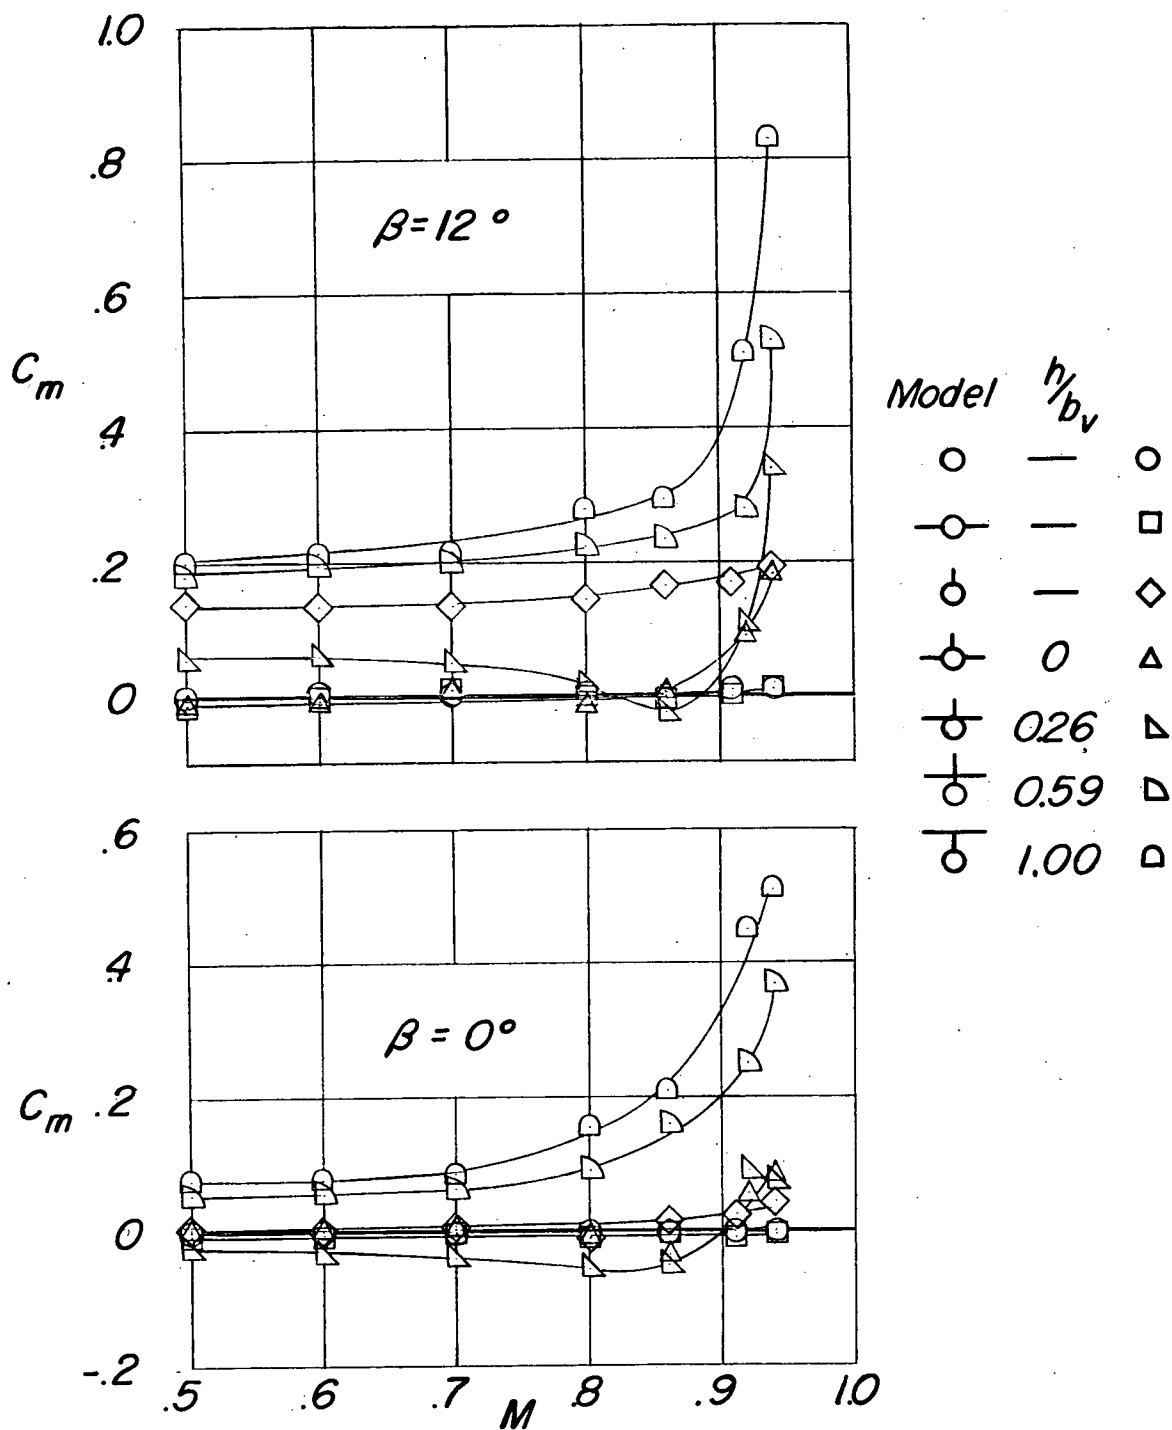 1.0
.8
β = 12°
.6
Cm
.4
.2
0
Model h/bv
—
—
—
0
0.26
0.59
1.00
.6
.4
β = 0°
Cm .2
0
-.2
.5 .6 .7 .8 .9 1.0
M